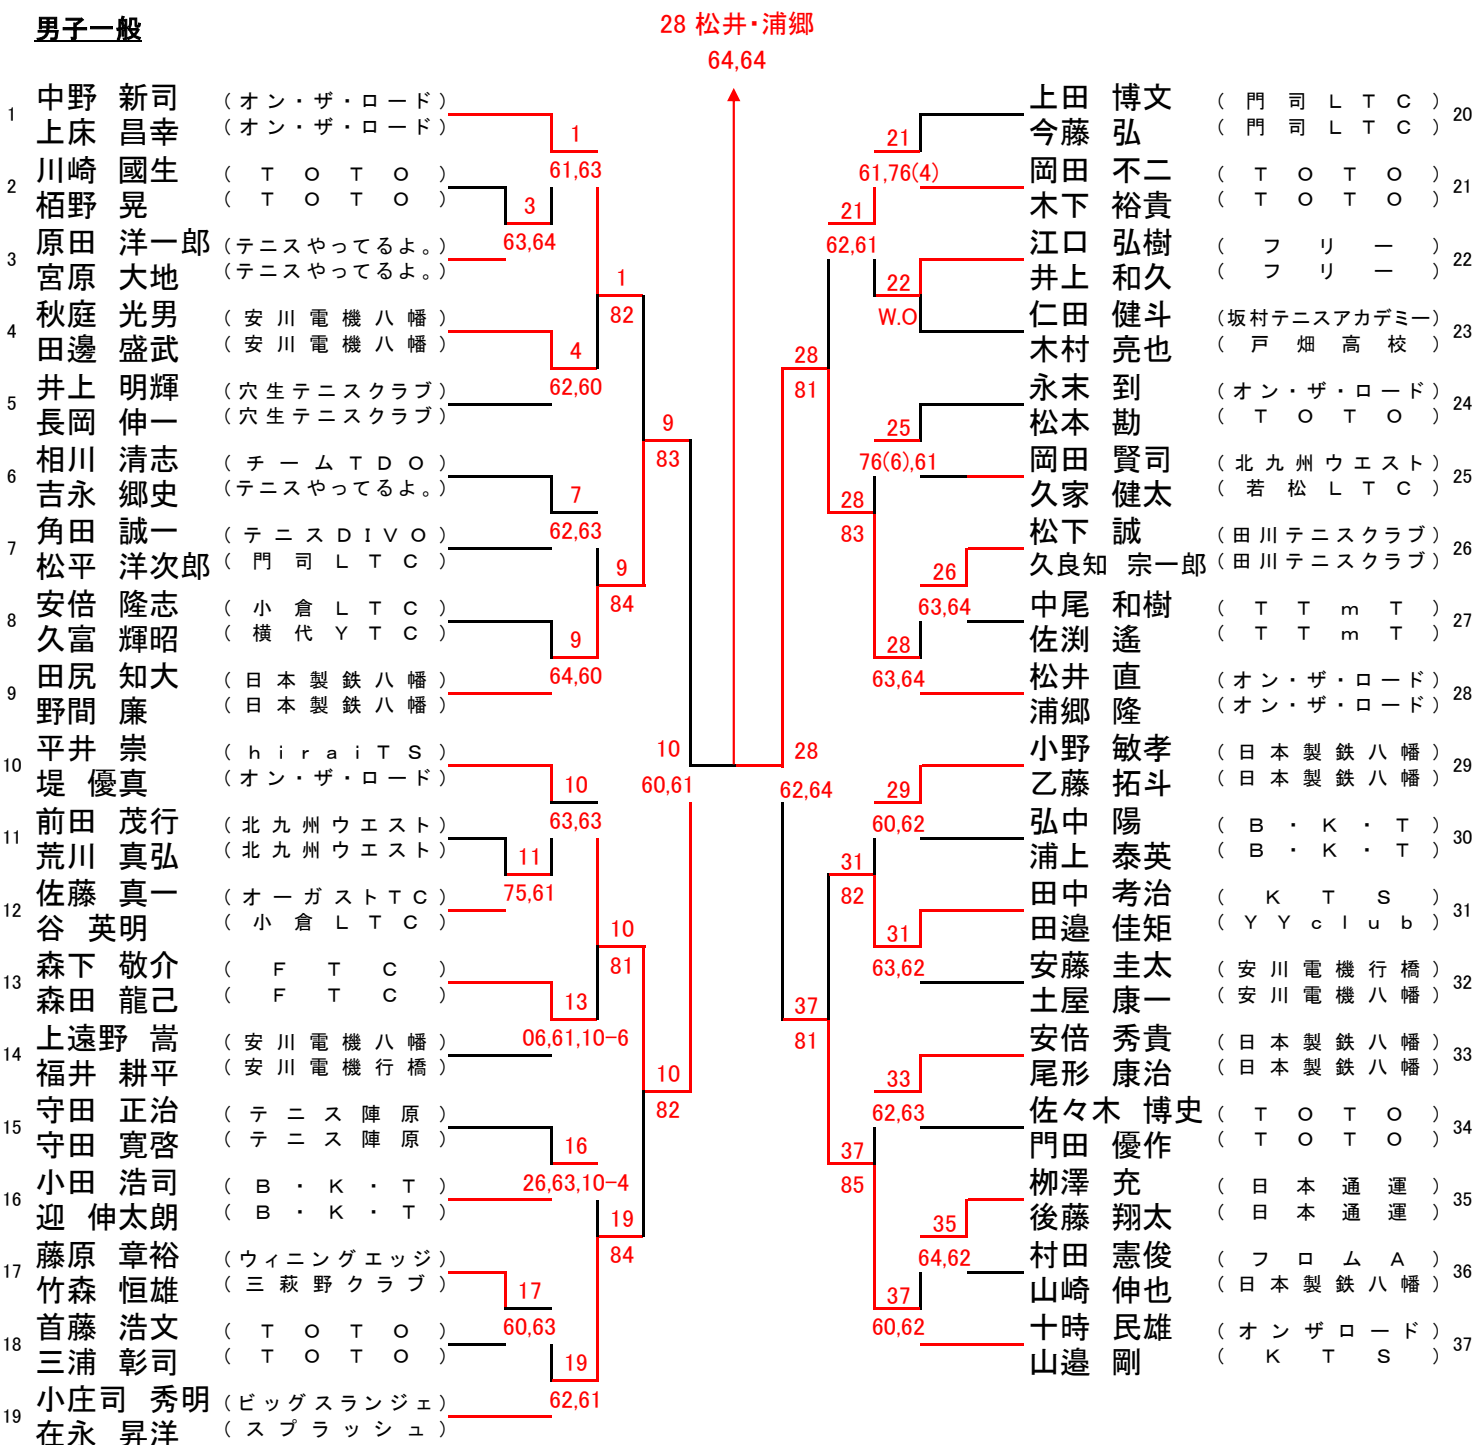 男子一般
28 松井・浦郷
64,64
1 中野 新司 (オン・ザ・ロード)
上床 昌幸 (オン・ザ・ロード)
2 川崎 國生 (TOTO)
栢野 晃 (TOTO)
3 原田 洋一郎 (テニスやってるよ。)
宮原 大地 (テニスやってるよ。)
4 秋庭 光男 (安川電機八幡)
田邊 盛武 (安川電機八幡)
5 井上 明輝 (穴生テニスクラブ)
長岡 伸一 (穴生テニスクラブ)
6 相川 清志 (チームTDO)
吉永 郷史 (テニスやってるよ。)
7 角田 誠一 (テニスDIVO)
松平 洋次郎 (門司LTC)
8 安倍 隆志 (小倉LTC)
久富 輝昭 (横代YTC)
9 田尻 知大 (日本製鉄八幡)
野間 廉 (日本製鉄八幡)
10 平井 崇 (hiraiTS)
堤 優真 (オン・ザ・ロード)
11 前田 茂行 (北九州ウエスト)
荒川 真弘 (北九州ウエスト)
12 佐藤 真一 (オーガストTC)
谷 英明 (小倉LTC)
13 森下 敬介 (FTC)
森田 龍己 (FTC)
14 上遠野 嵩 (安川電機八幡)
福井 耕平 (安川電機行橋)
15 守田 正治 (テニス陣原)
守田 寛啓 (テニス陣原)
16 小田 浩司 (B・K・T)
迎 伸太朗 (B・K・T)
17 藤原 章裕 (ウィニングエッジ)
竹森 恒雄 (三萩野クラブ)
18 首藤 浩文 (TOTO)
三浦 彰司 (TOTO)
19 小庄司 秀明 (ビッグスランジェ)
在永 昇洋 (スプラッシュ)
1
61,63
3
63,64
4
62,60
1
82
7
62,63
9
64,60
9
84
9
83
10
63,63
11
75,61
13
06,61,10-6
10
81
16
26,63,10-4
17
60,63
19
62,61
19
84
10
82
10
60,61
28
62,64
21
61,76(4)
22
W.O
21
62,61
25
76(6),61
26
63,64
28
63,64
28
83
28
81
29
60,62
31
63,62
31
82
33
62,63
35
64,62
37
60,62
37
85
37
81
上田 博文 (門司LTC) 20
今藤 弘 (門司LTC)
岡田 不二 (TOTO) 21
木下 裕貴 (TOTO)
江口 弘樹 (フリー) 22
井上 和久 (フリー)
仁田 健斗 (坂村テニスアカデミー) 23
木村 亮也 (戸畑高校)
永末 到 (オン・ザ・ロード) 24
松本 勘 (TOTO)
岡田 賢司 (北九州ウエスト) 25
久家 健太 (若松LTC)
松下 誠 (田川テニスクラブ) 26
久良知 宗一郎 (田川テニスクラブ)
中尾 和樹 (TTmT) 27
佐渕 遙 (TTmT)
松井 直 (オン・ザ・ロード) 28
浦郷 隆 (オン・ザ・ロード)
小野 敏孝 (日本製鉄八幡) 29
乙藤 拓斗 (日本製鉄八幡)
弘中 陽 (B・K・T) 30
浦上 泰英 (B・K・T)
田中 考治 (KTS) 31
田邉 佳矩 (YYclub)
安藤 圭太 (安川電機行橋) 32
土屋 康一 (安川電機八幡)
安倍 秀貴 (日本製鉄八幡) 33
尾形 康治 (日本製鉄八幡)
佐々木 博史 (TOTO) 34
門田 優作 (TOTO)
栁澤 充 (日本通運) 35
後藤 翔太 (日本通運)
村田 憲俊 (フロムA) 36
山崎 伸也 (日本製鉄八幡)
十時 民雄 (オンザロード) 37
山邉 剛 (KTS)